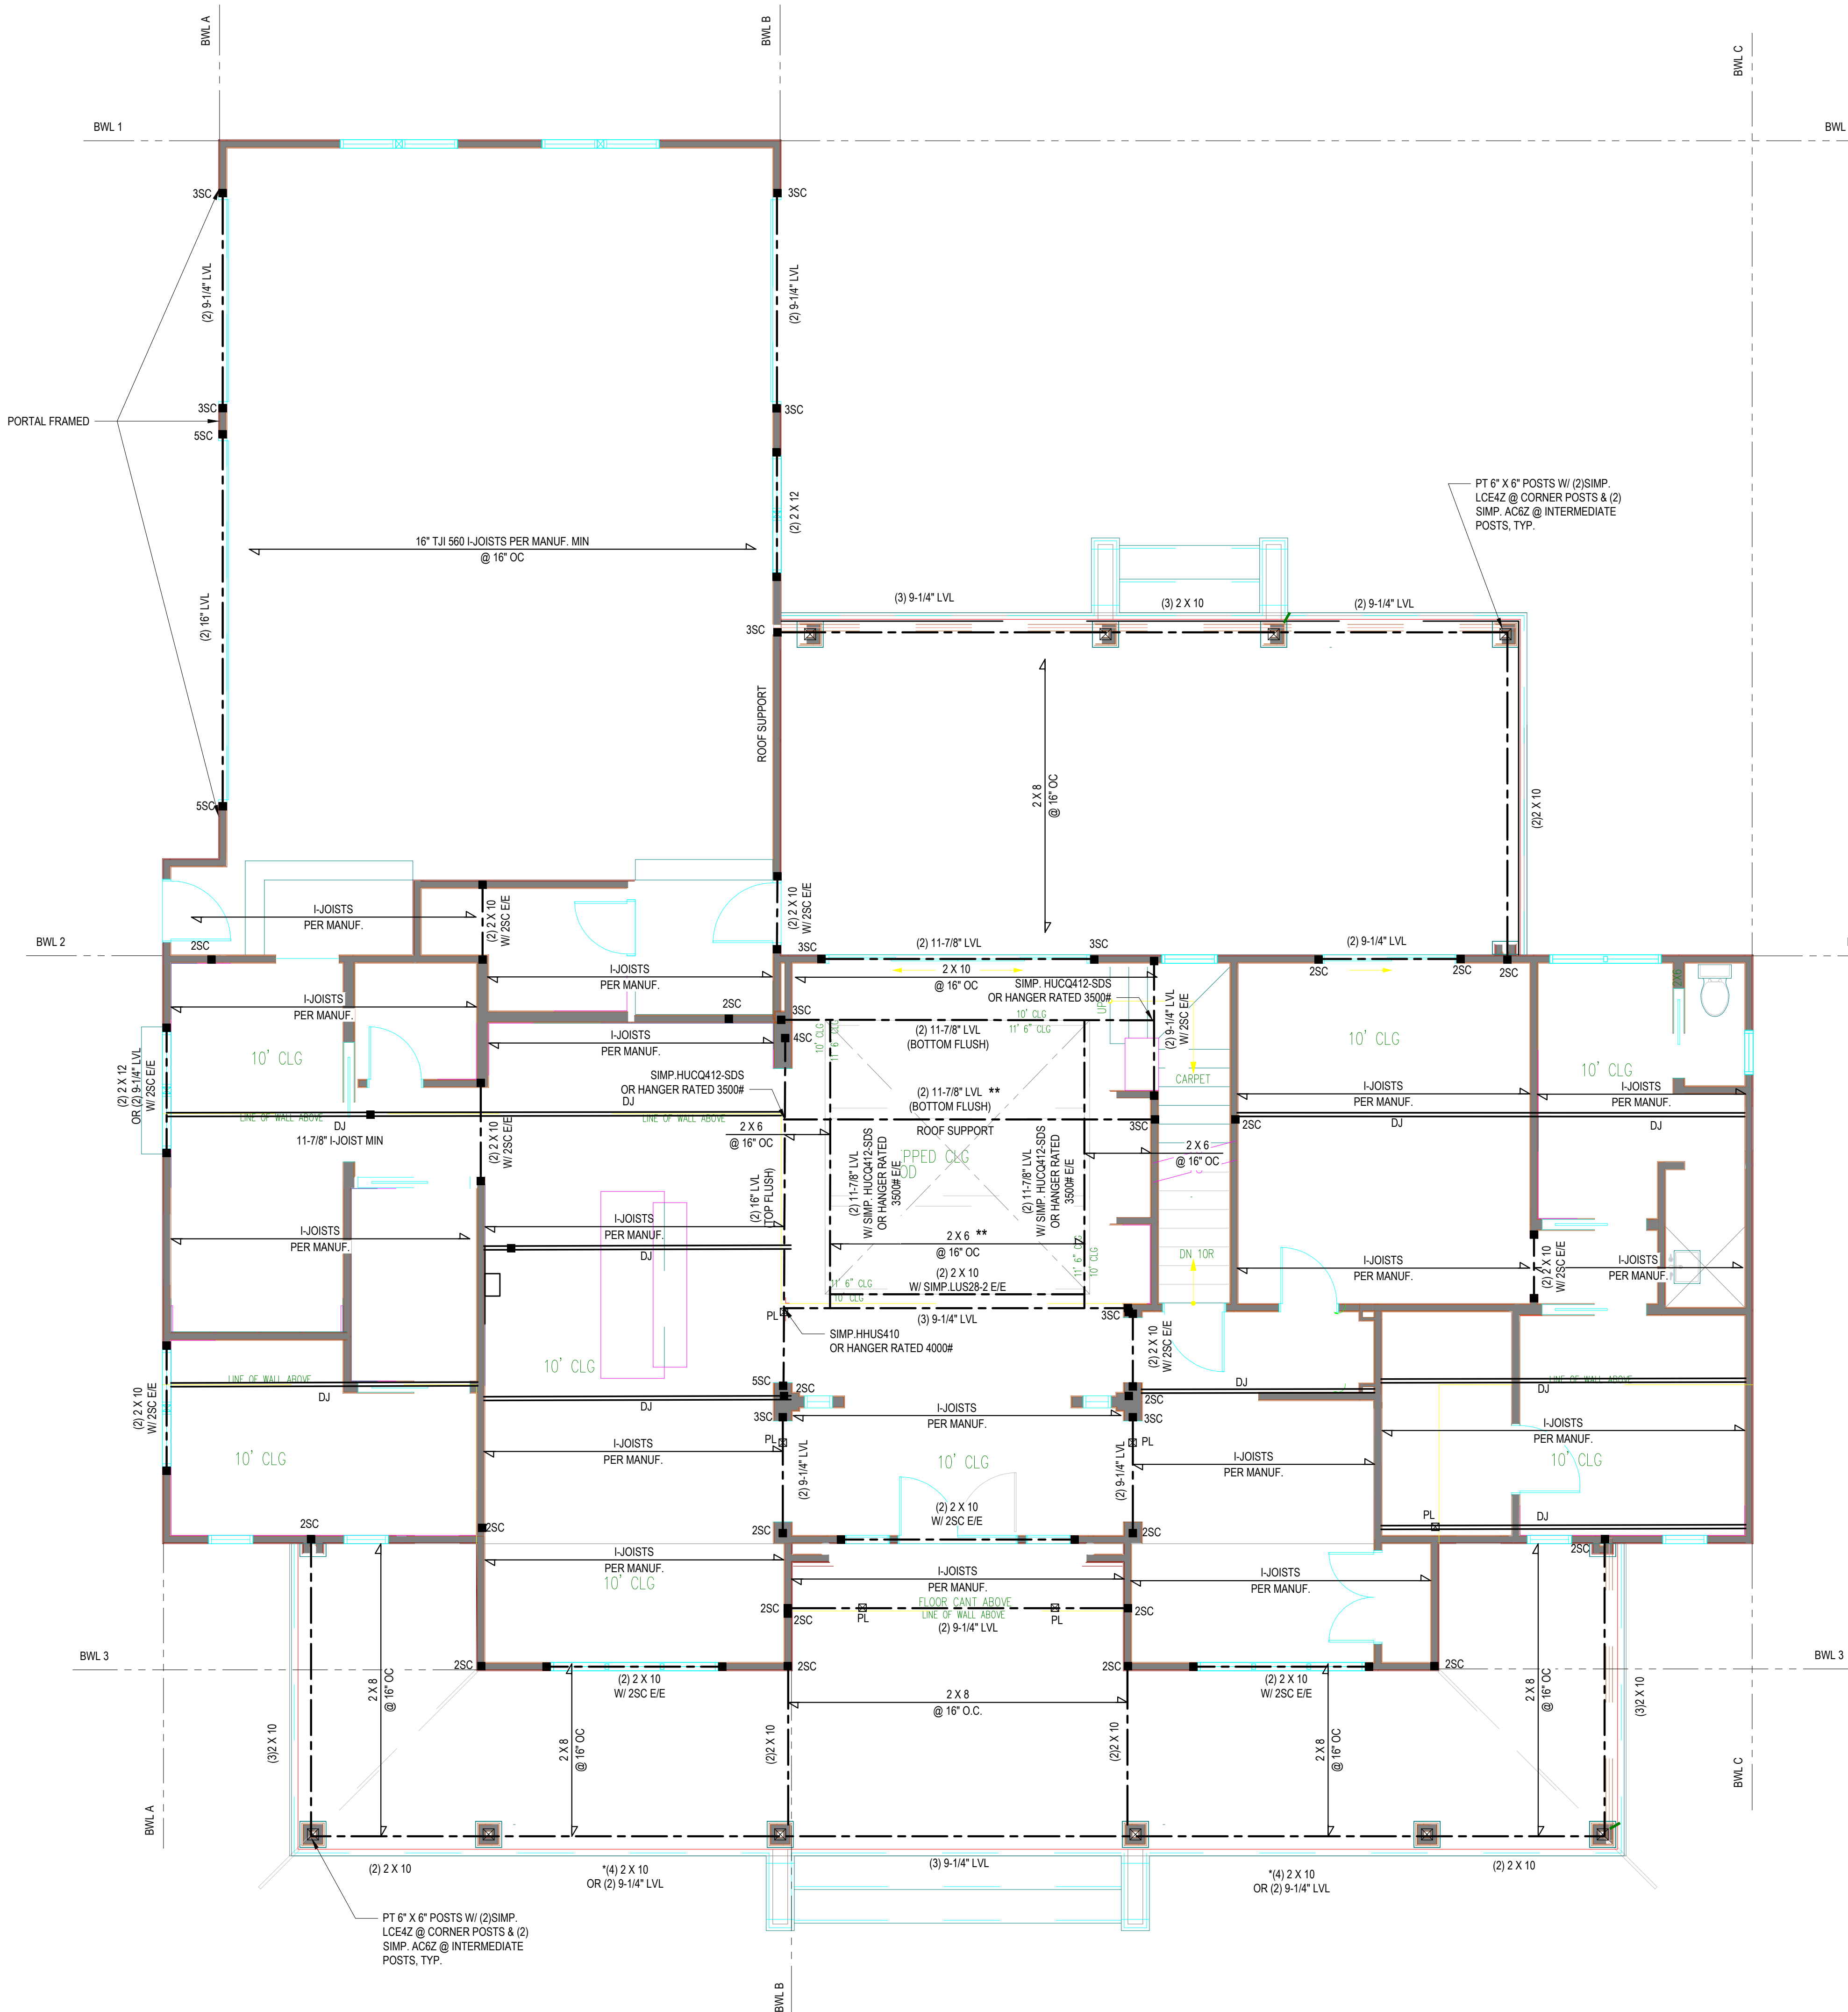 BWL A
BWL B
BWL C
BWL 1
BWL
3SC
3SC
(2) 9-1/4" LVL
(2) 9-1/4" LVL
3SC
3SC
PORTAL FRAMED
5SC
(2) 2 X 12
PT 6" X 6" POSTS W/ (2)SIMP.
LCE4Z @ CORNER POSTS & (2)
SIMP. AC6Z @ INTERMEDIATE
POSTS, TYP.
16" TJI 560 I-JOISTS PER MANUF. MIN
@ 16" OC
(2) 16" LVL
(3) 9-1/4" LVL
(3) 2 X 10
(2) 9-1/4" LVL
3SC
ROOF SUPPORT
2 X 8
@ 16" OC
(2)2 X 10
5SC
I-JOISTS
PER MANUF.
(2) 2 X 10
W/ 2SC E/E
(2) 2 X 10
W/ 2SC E/E
BWL 2
2SC
3SC
(2) 11-7/8" LVL
3SC
(2) 9-1/4" LVL
2SC
2SC
2SC
I-JOISTS
PER MANUF.
2 X 10
@ 16" OC
SIMP. HUCQ412-SDS
OR HANGER RATED 3500#
2X6
I-JOISTS
PER MANUF.
2SC
3SC
10' CLG
11' 6" CLG
UP
(2) 9-1/4" LVL
W/ 2SC E/E
10' CLG
11' 6" CLG
4SC
I-JOISTS
PER MANUF.
(2) 11-7/8" LVL
(BOTTOM FLUSH)
10' CLG
10' CLG
10' CLG
(2) 2 X 12
OR (2) 9-1/4" LVL
W/ 2SC E/E
SIMP.HUCQ412-SDS
OR HANGER RATED 3500#
DJ
CARPET
I-JOISTS
PER MANUF.
I-JOISTS
PER MANUF.
(2) 11-7/8" LVL **
(BOTTOM FLUSH)
ROOF SUPPORT
LINE OF WALL ABOVE
DJ
11-7/8" I-JOIST MIN
LINE OF WALL ABOVE
(2) 2 X 10
W/ 2SC E/E
2 X 6
@ 16" OC
3SC
2SC
DJ
DJ
2 X 6
@ 16" OC
PPED CLG
OD
(2) 16" LVL
(TOP FLUSH)
(2) 11-7/8" LVL
W/ SIMP. HUCQ412-SDS
OR HANGER RATED
3500# E/E
(2) 11-7/8" LVL
W/ SIMP. HUCQ412-SDS
OR HANGER RATED
3500# E/E
I-JOISTS
PER MANUF.
I-JOISTS
PER MANUF.
DJ
2 X 6 **
@ 16" OC
DN 10R
I-JOISTS
PER MANUF.
(2) 2 X 10
W/ 2SC E/E
I-JOISTS
PER MANUF.
(2) 2 X 10
W/ SIMP.LUS28-2 E/E
11' 6" CLG
10' CLG
11' 6" CLG
10' CLG
PL
(3) 9-1/4" LVL
3SC
SIMP.HHUS410
OR HANGER RATED 4000#
(2) 2 X 10
W/ 2SC E/E
10' CLG
LINE OF WALL ABOVE
DJ
(2) 2 X 10
W/ 2SC E/E
DJ
5SC
2SC
2SC
DJ
LINE OF WALL ABOVE
DJ
3SC
I-JOISTS
PER MANUF.
3SC
PL
PL
I-JOISTS
PER MANUF.
I-JOISTS
PER MANUF.
I-JOISTS
PER MANUF.
10' CLG
10' CLG
10' CLG
(2) 9-1/4" LVL
(2) 9-1/4" LVL
(2) 2 X 10
W/ 2SC E/E
PL
DJ
2SC
2SC
2SC
2SC
2SC
I-JOISTS
PER MANUF.
10' CLG
I-JOISTS
PER MANUF.
FLOOR CANT ABOVE
LINE OF WALL ABOVE
(2) 9-1/4" LVL
I-JOISTS
PER MANUF.
2SC
2SC
PL
PL
2SC
BWL 3
BWL 3
2SC
2SC
2SC
2SC
(2) 2 X 10
W/ 2SC E/E
(2) 2 X 10
W/ 2SC E/E
2 X 8
@ 16" OC
2 X 8
@ 16" O.C.
2 X 8
@ 16" OC
(3)2 X 10
2 X 8
@ 16" OC
(2)2 X 10
(2)2 X 10
2 X 8
@ 16" OC
(3)2 X 10
BWL A
BWL C
(2) 2 X 10
*(4) 2 X 10
OR (2) 9-1/4" LVL
(3) 9-1/4" LVL
*(4) 2 X 10
OR (2) 9-1/4" LVL
(2) 2 X 10
PT 6" X 6" POSTS W/ (2)SIMP.
LCE4Z @ CORNER POSTS & (2)
SIMP. AC6Z @ INTERMEDIATE
POSTS, TYP.
BWL B